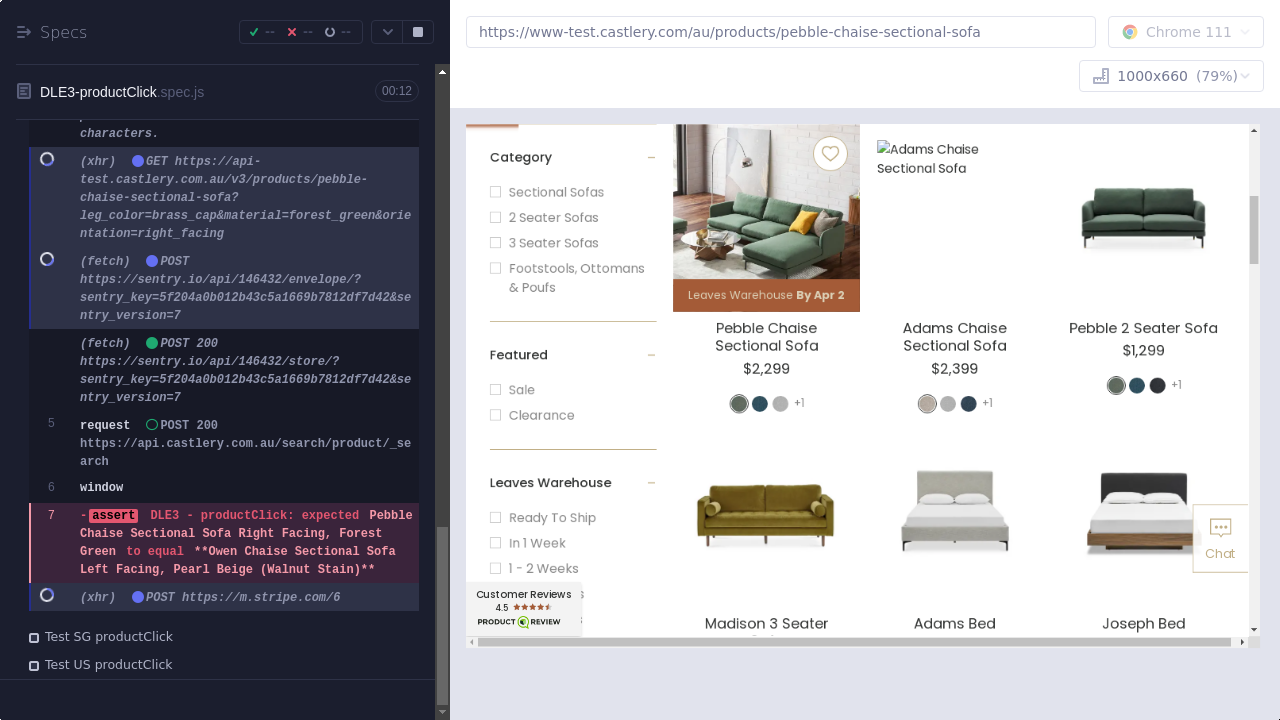 Specs
--
--
--
DLE3-productClick.spec.js
00:12
characters.
(xhr) GET https://api-
test.castlery.com.au/v3/products/pebble-
chaise-sectional-sofa?
leg_color=brass_cap&material=forest_green&orie
ntation=right_facing
(fetch) POST
https://sentry.io/api/146432/envelope/?
sentry_key=5f204a0b012b43c5a1669b7812df7d42&se
ntry_version=7
(fetch) POST 200
https://sentry.io/api/146432/store/?
sentry_key=5f204a0b012b43c5a1669b7812df7d42&se
ntry_version=7
5 request POST 200
https://api.castlery.com.au/search/product/_se
arch
6 window
7 -assert DLE3 - productClick: expected Pebble
Chaise Sectional Sofa Right Facing, Forest
Green to equal **Owen Chaise Sectional Sofa
Left Facing, Pearl Beige (Walnut Stain)**
(xhr) POST https://m.stripe.com/6
Test SG productClick
Test US productClick
https://www-test.castlery.com/au/products/pebble-chaise-sectional-sofa
Chrome 111
1000x660 (79%)
Category
Sectional Sofas
2 Seater Sofas
3 Seater Sofas
Footstools, Ottomans
& Poufs
Featured
Sale
Clearance
Leaves Warehouse
Ready To Ship
In 1 Week
1 - 2 Weeks
Customer Reviews
4.5
PRODUCT REVIEW
Leaves Warehouse By Apr 2
Pebble Chaise
Sectional Sofa
$2,299
+1
Adams Chaise
Sectional Sofa
Adams Chaise
Sectional Sofa
$2,399
+1
Pebble 2 Seater Sofa
$1,299
+1
Madison 3 Seater
Adams Bed
Joseph Bed
Chat